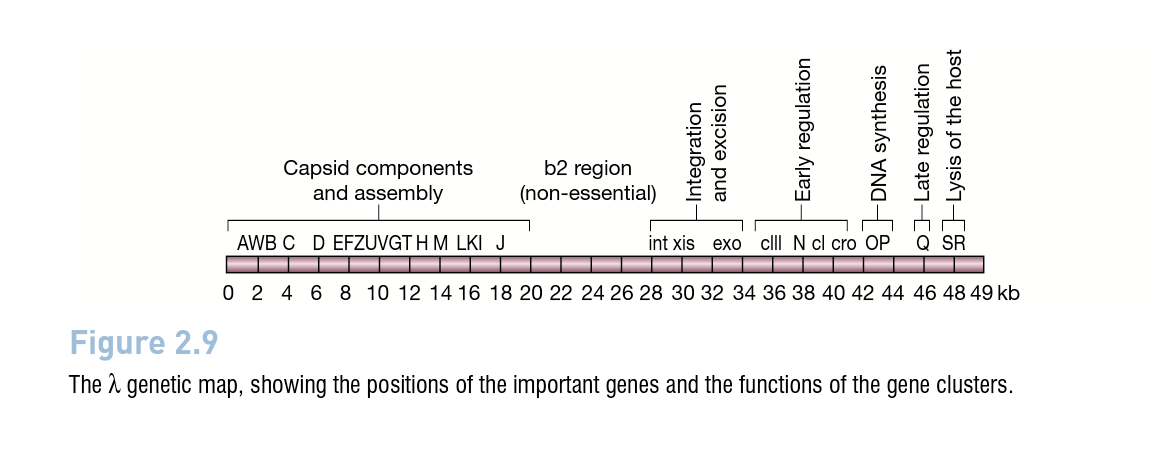 Integration
and excision
Early regulation
DNA synthesis
Late regulation
Lysis of the host
Capsid components
and assembly
b2 region
(non-essential)
AWB C D EFZUVGT H M LKI J int xis exo cIII N cI cro OP Q SR
0 2 4 6 8 10 12 14 16 18 20 22 24 26 28 30 32 34 36 38 40 42 44 46 48 49 kb
Figure 2.9
The λ genetic map, showing the positions of the important genes and the functions of the gene clusters.